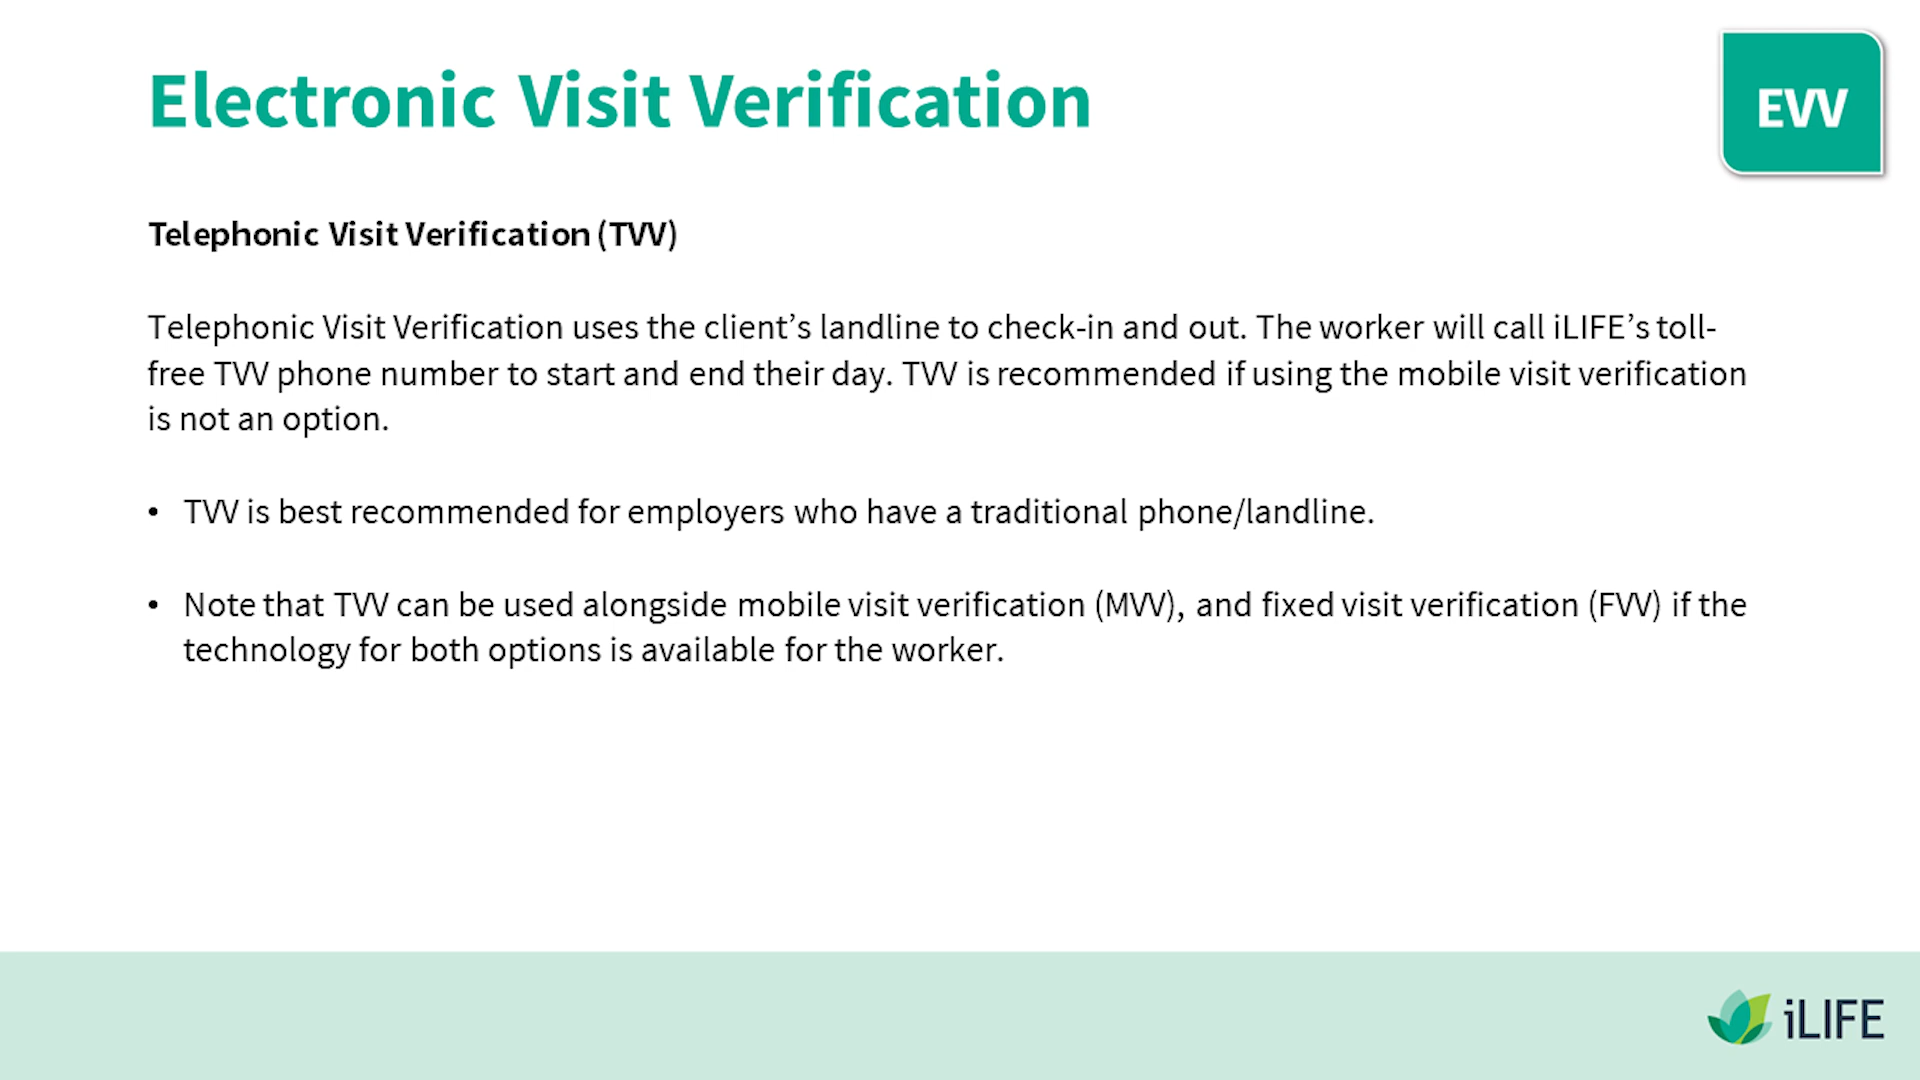 Electronic Visit Verification
EVV
Telephonic Visit Verification (TVV)
Telephonic Visit Verification uses the client’s landline to check-in and out. The worker will call iLIFE’s toll-
free TVV phone number to start and end their day. TVV is recommended if using the mobile visit verification
is not an option.
• TVV is best recommended for employers who have a traditional phone/landline.
• Note that TVV can be used alongside mobile visit verification (MVV), and fixed visit verification (FVV) if the
technology for both options is available for the worker.
iLIFE